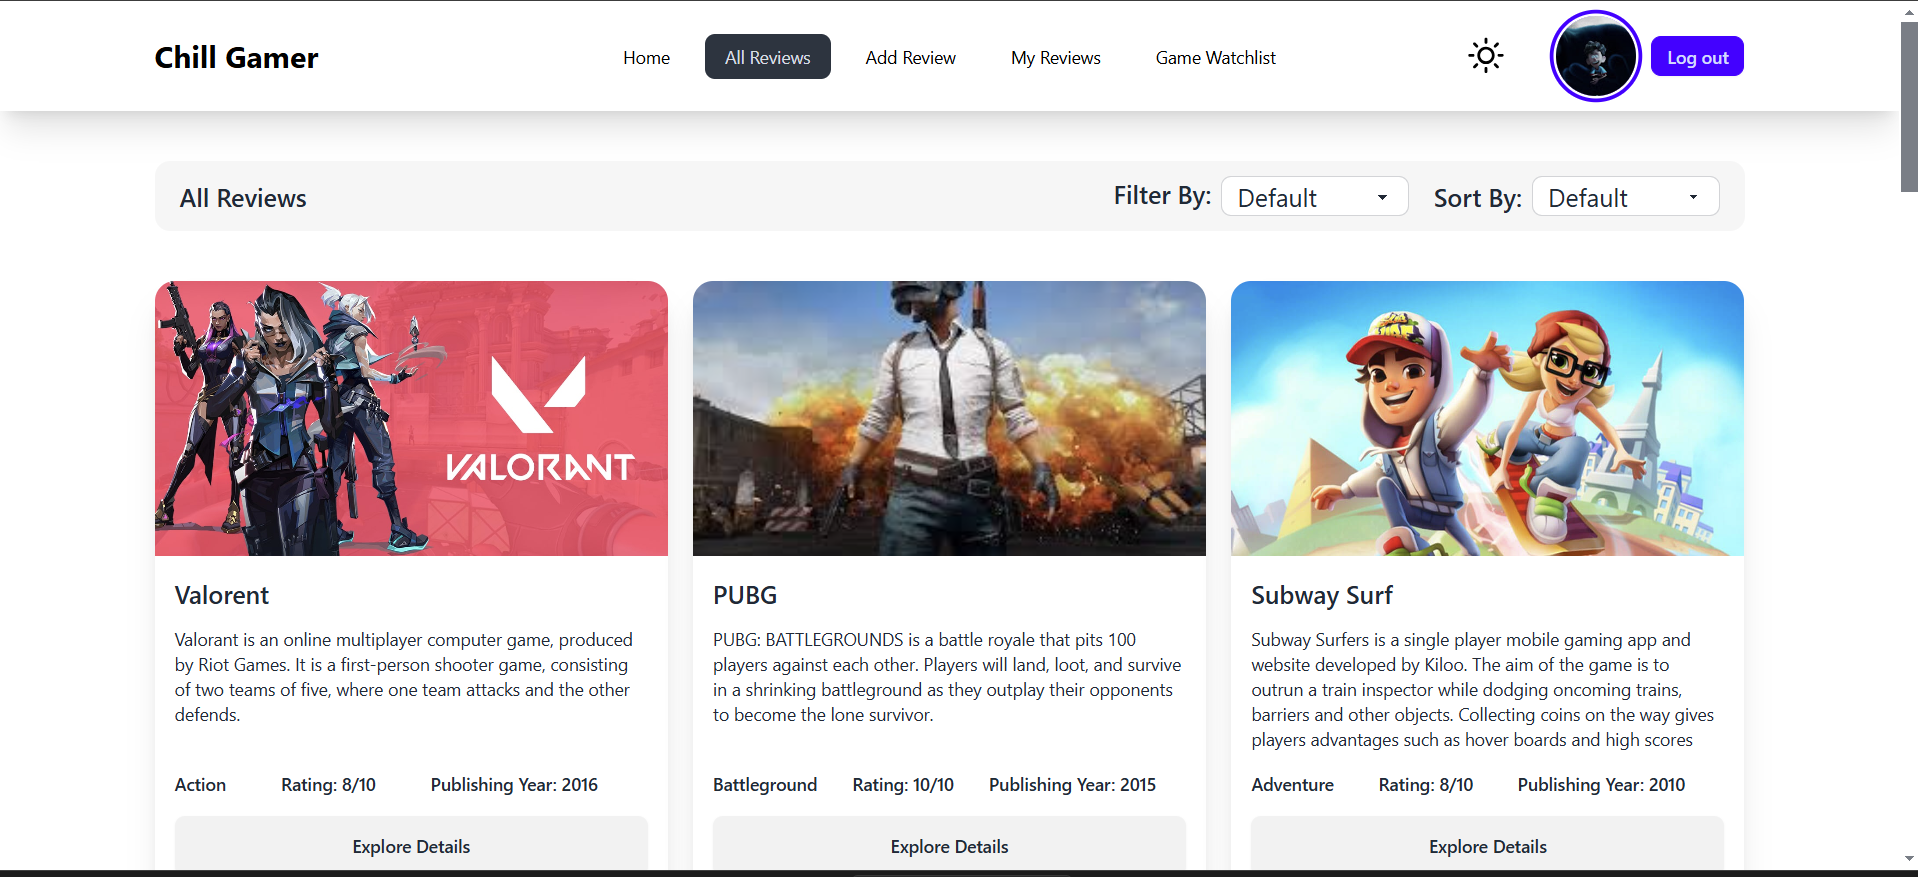 Chill Gamer
Home
All Reviews
Add Review
My Reviews
Game Watchlist
Log out
All Reviews
Filter By:
Default
Sort By:
Default
VALORANT
Valorent
Valorant is an online multiplayer computer game, produced
by Riot Games. It is a first-person shooter game, consisting
of two teams of five, where one team attacks and the other
defends.
Action
Rating: 8/10
Publishing Year: 2016
Explore Details
PUBG
PUBG: BATTLEGROUNDS is a battle royale that pits 100
players against each other. Players will land, loot, and survive
in a shrinking battleground as they outplay their opponents
to become the lone survivor.
Battleground
Rating: 10/10
Publishing Year: 2015
Explore Details
Subway Surf
Subway Surfers is a single player mobile gaming app and
website developed by Kiloo. The aim of the game is to
outrun a train inspector while dodging oncoming trains,
barriers and other objects. Collecting coins on the way gives
players advantages such as hover boards and high scores
Adventure
Rating: 8/10
Publishing Year: 2010
Explore Details